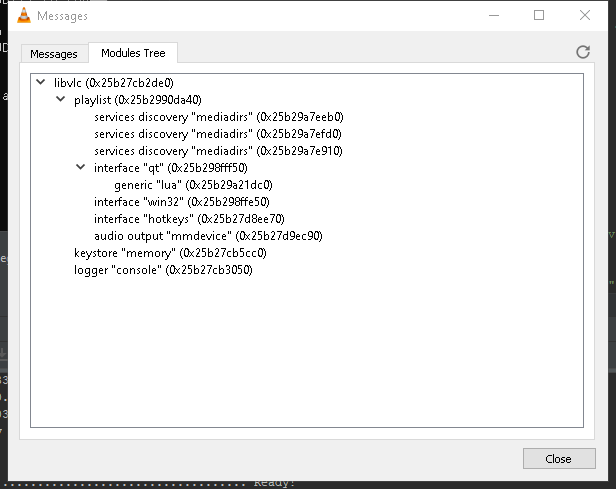 Messages
Messages
Modules Tree
libvlc (0x25b27cb2de0)
playlist (0x25b2990da40)
services discovery "mediadirs" (0x25b29a7eeb0)
services discovery "mediadirs" (0x25b29a7efd0)
services discovery "mediadirs" (0x25b29a7e910)
interface "qt" (0x25b298fff50)
generic "lua" (0x25b29a21dc0)
interface "win32" (0x25b298ffe50)
interface "hotkeys" (0x25b27d8ee70)
audio output "mmdevice" (0x25b27d9ec90)
keystore "memory" (0x25b27cb5cc0)
logger "console" (0x25b27cb3050)
Close
Ready!